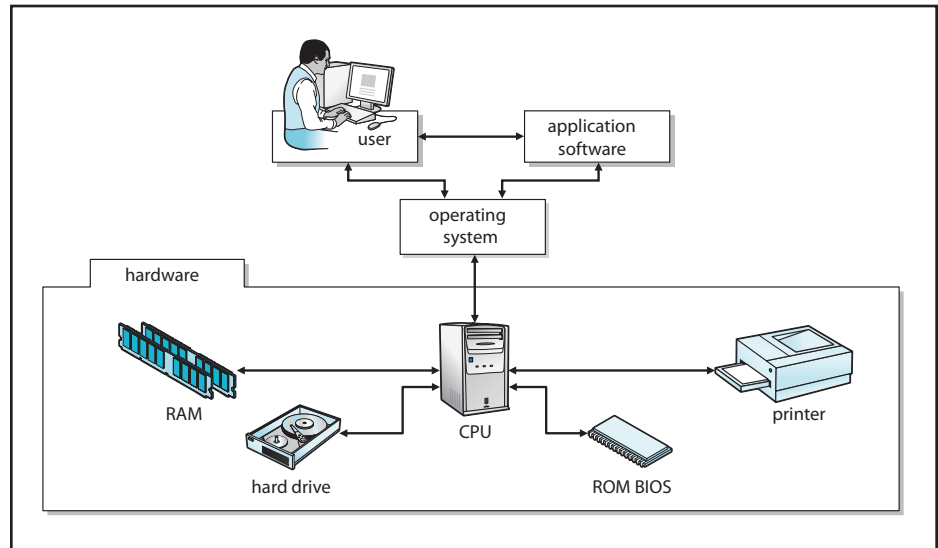 user
application
software
operating
system
hardware
RAM
CPU
printer
hard drive
ROM BIOS